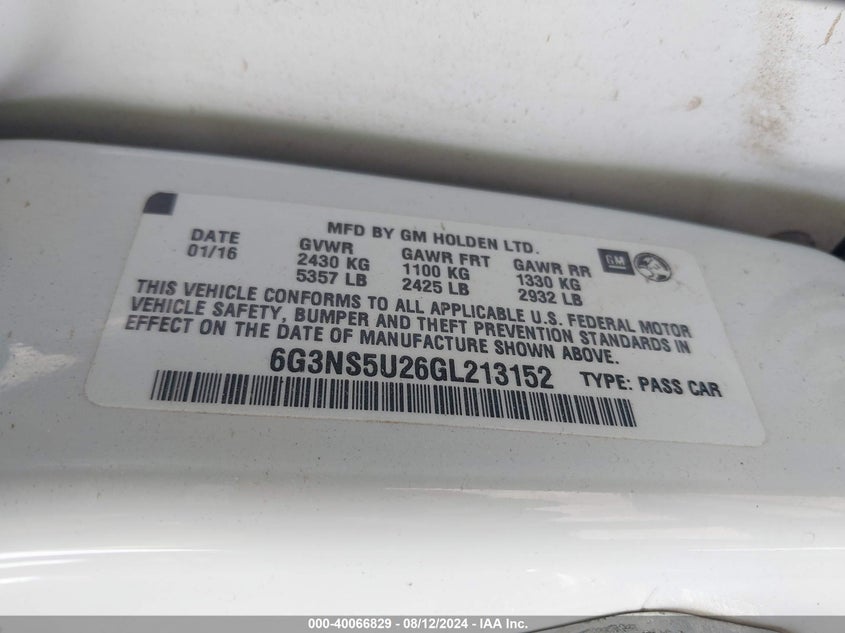 MFD BY GM HOLDEN LTD.
DATE GVWR GAWR FRT GAWR RR GM
01/16 2430 KG 1100 KG 1330 KG
5357 LB 2425 LB 2932 LB
THIS VEHICLE CONFORMS TO ALL APPLICABLE U.S. FEDERAL MOTOR
VEHICLE SAFETY, BUMPER AND THEFT PREVENTION STANDARDS IN
EFFECT ON THE DATE OF MANUFACTURE SHOWN ABOVE.
6G3NS5U26GL213152 TYPE: PASS CAR
000-40066829 - 08/12/2024 - IAA Inc.